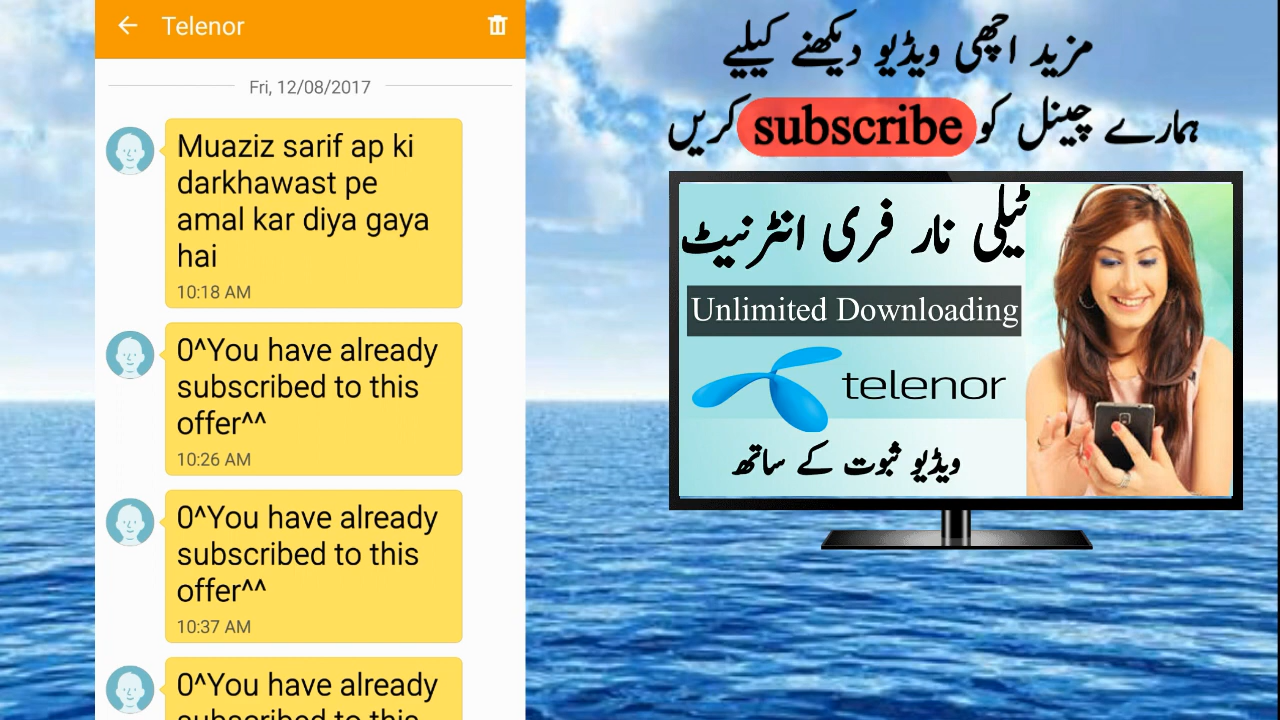 Telenor
Fri, 12/08/2017
Muaziz sarif ap ki
darkhawast pe
amal kar diya gaya
hai
10:18 AM
0^You have already
subscribed to this
offer^^
10:26 AM
0^You have already
subscribed to this
offer^^
10:37 AM
0^You have already
subscribed to this
مزید اچھی ویڈیو دیکھنے کیلیے
ہمارے چینل کو subscribe کریں
ٹیلی نار فری انٹرنیٹ
Unlimited Downloading
telenor
ویڈیو ثبوت کے ساتھ